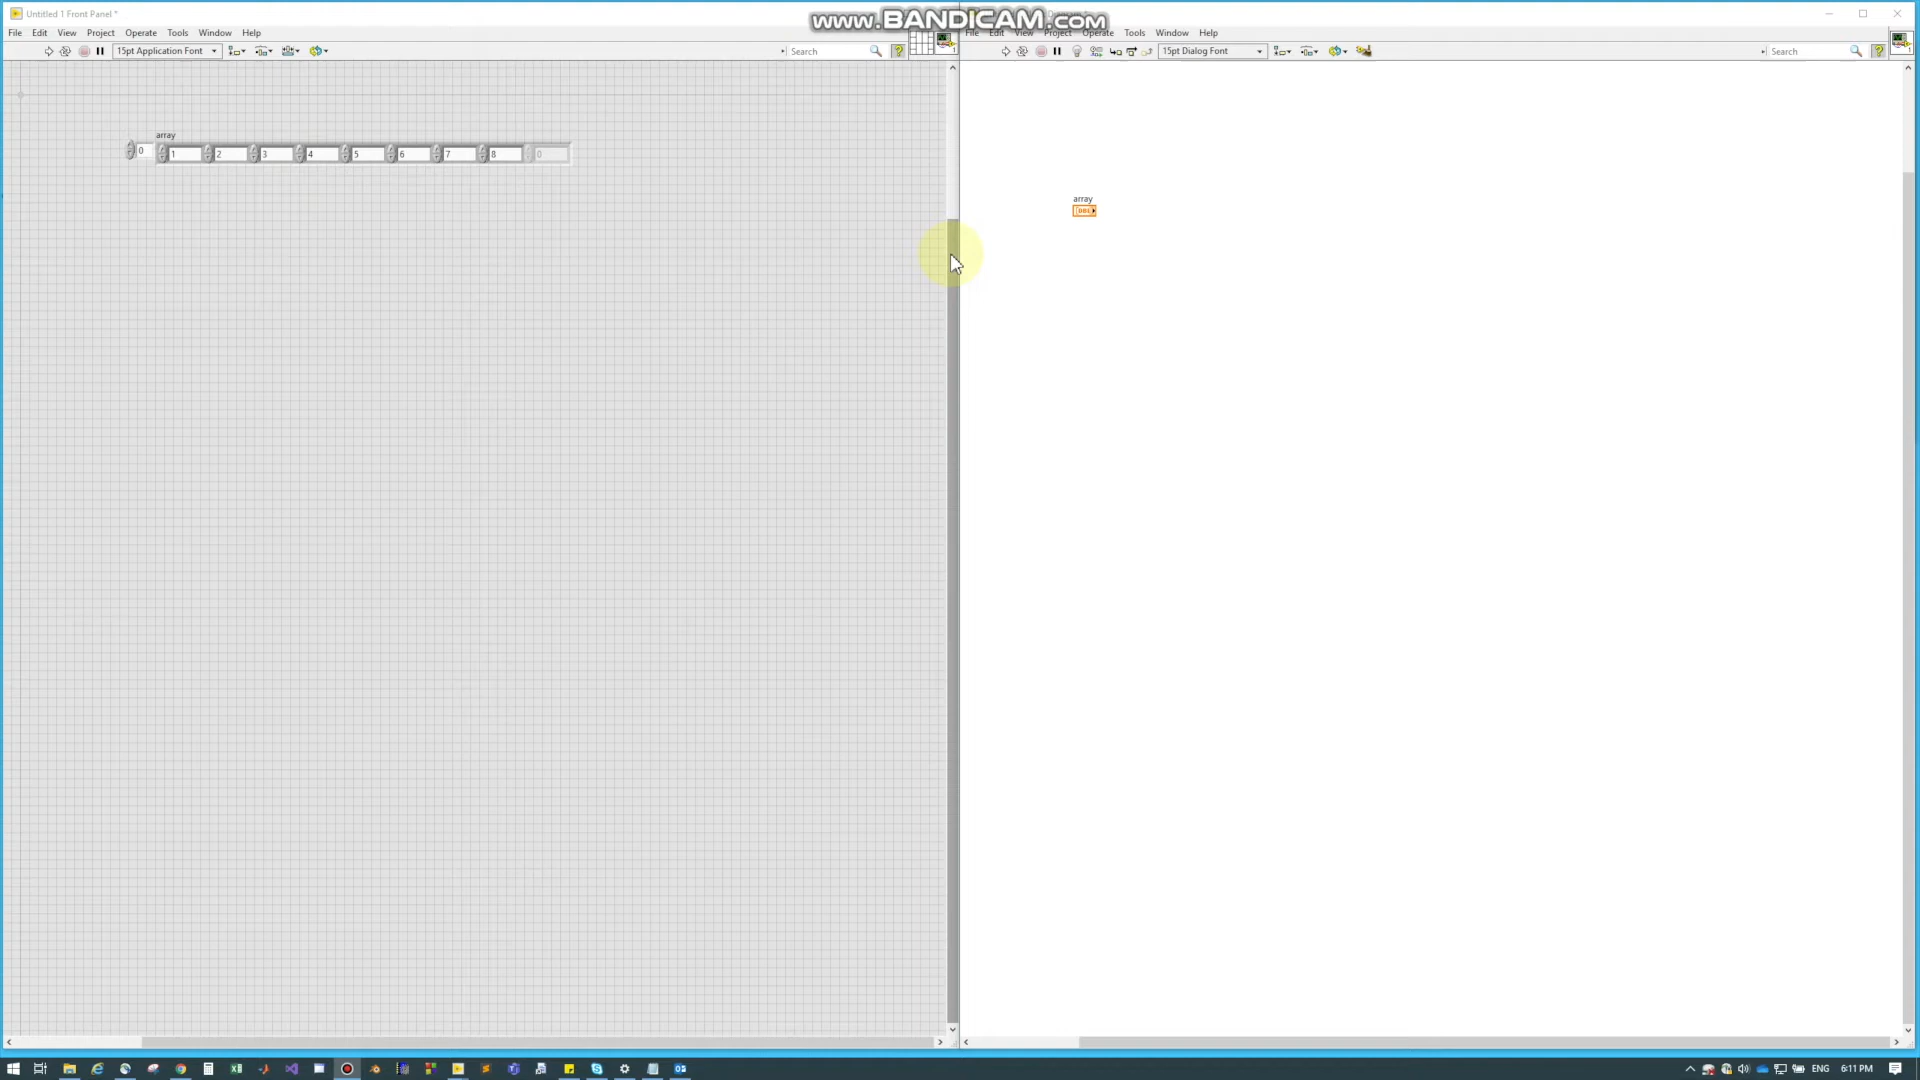 Untitled 1 Front Panel *
www.BANDICAM.com
File Edit View Project Operate Tools Window Help
File Edit View Project Operate Tools Window Help
15pt Application Font
Search
15pt Dialog Font
Search
array
0 1 2 3 4 5 6 7 8 0
array
ENG 6:11 PM